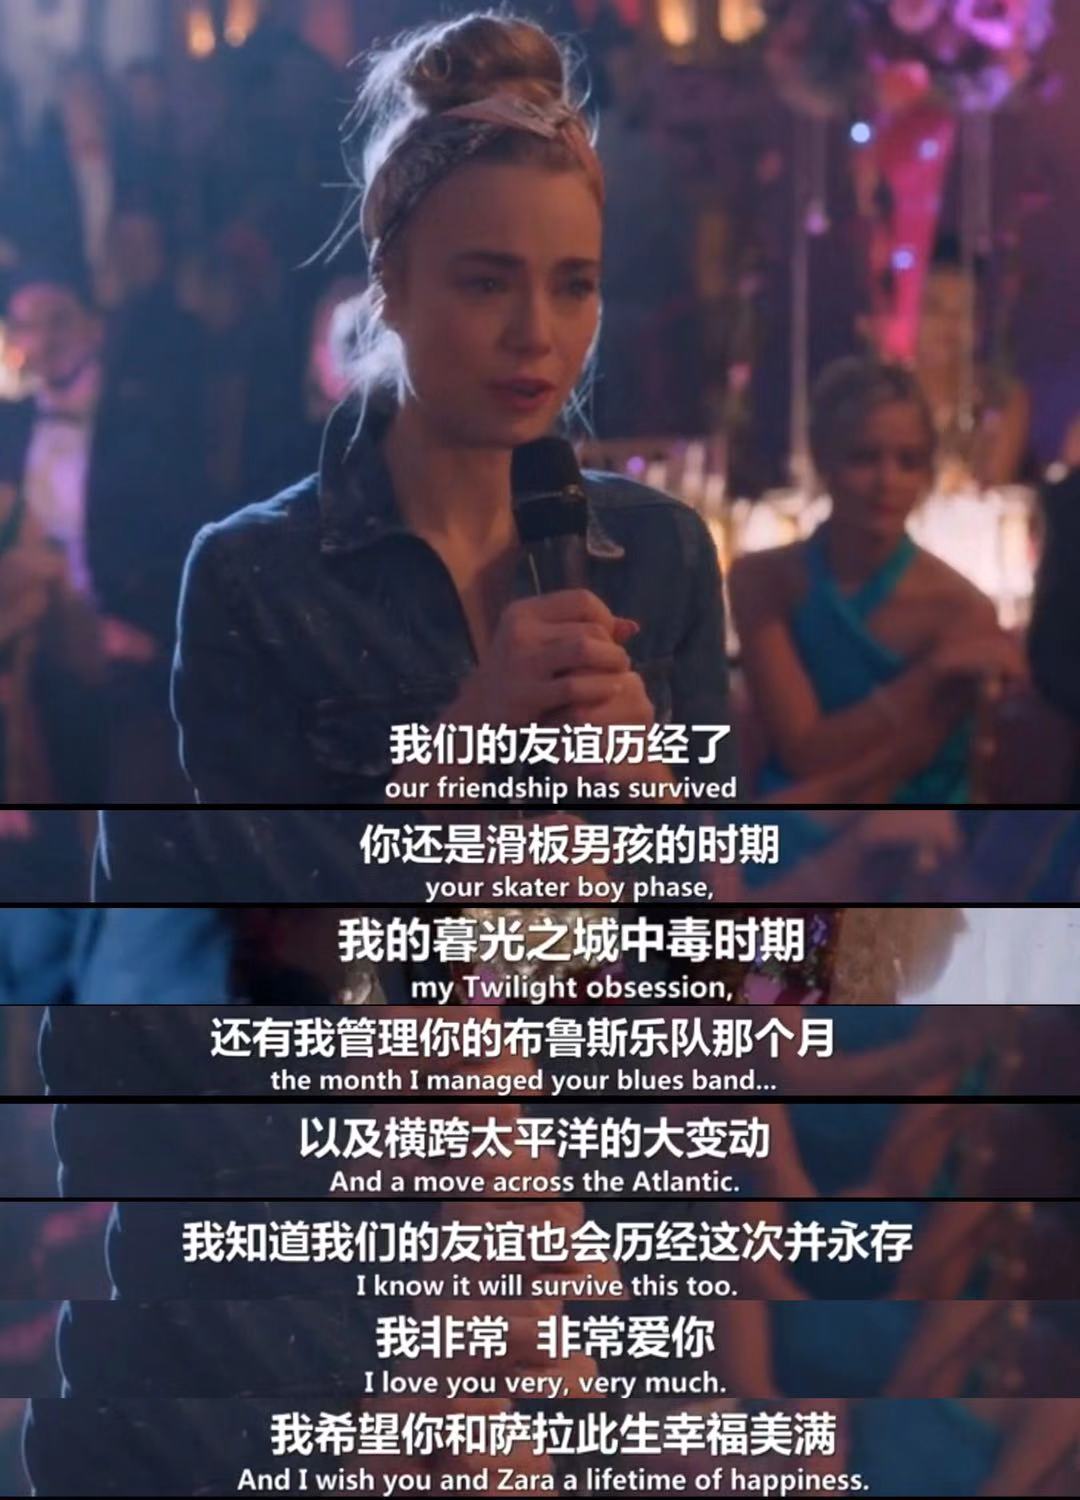 我们的友谊历经了
our friendship has survived
你还是滑板男孩的时期
your skater boy phase,
我的暮光之城中毒时期
my Twilight obsession,
还有我管理你的布鲁斯乐队那个月
the month I managed your blues band...
以及横跨太平洋的大变动
And a move across the Atlantic.
我知道我们的友谊也会历经这次并永存
I know it will survive this too.
我非常 非常爱你
I love you very, very much.
我希望你和萨拉此生幸福美满
And I wish you and Zara a lifetime of happiness.